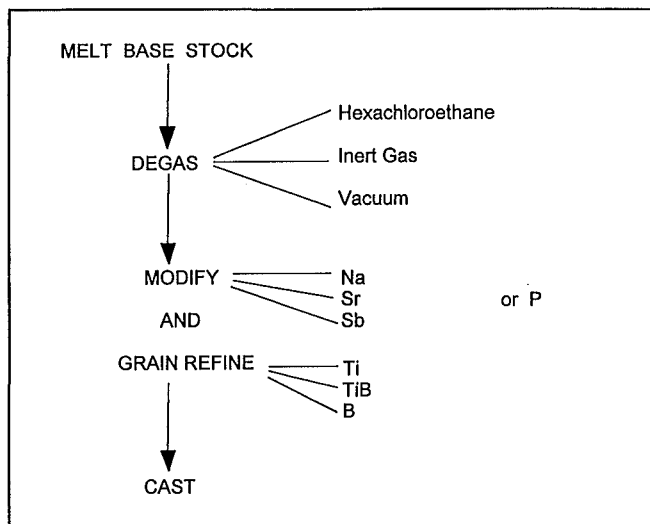 MELT BASE STOCK
Hexachloroethane
DEGAS
Inert Gas
Vacuum
MODIFY
Na
Sr
or P
Sb
AND
GRAIN REFINE
Ti
TiB
B
CAST